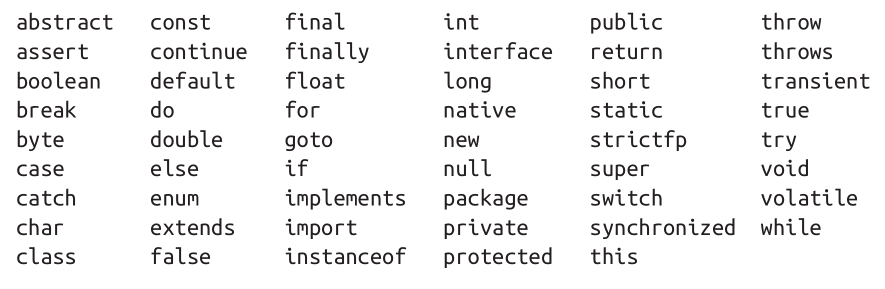 abstract const final int public throw
assert continue finally interface return throws
boolean default float long short transient
break do for native static true
byte double goto new strictfp try
case else if null super void
catch enum implements package switch volatile
char extends import private synchronized while
class false instanceof protected this